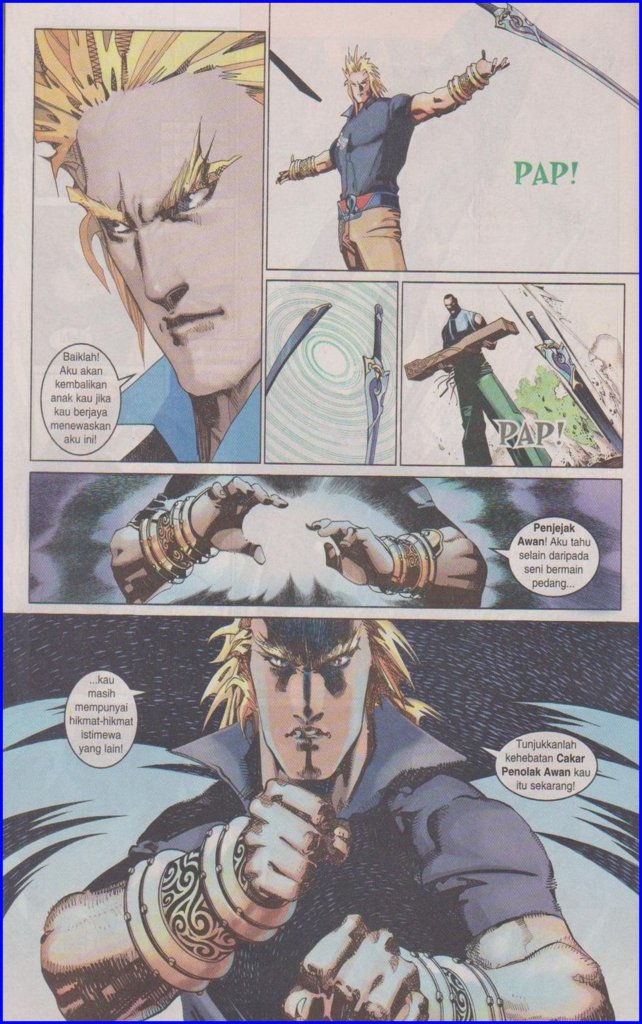 PAP!
Baiklah!
Aku akan
kembalikan
anak kau jika
kau berjaya
menewaskan
aku ini!
PAP!
Penjejak
Awan! Aku tahu
selain daripada
seni bermain
pedang...
...kau
masih
mempunyai
hikmat-hikmat
istimewa
yang lain!
Tunjukkanlah
kehebatan Cakar
Penolak Awan kau
itu sekarang!